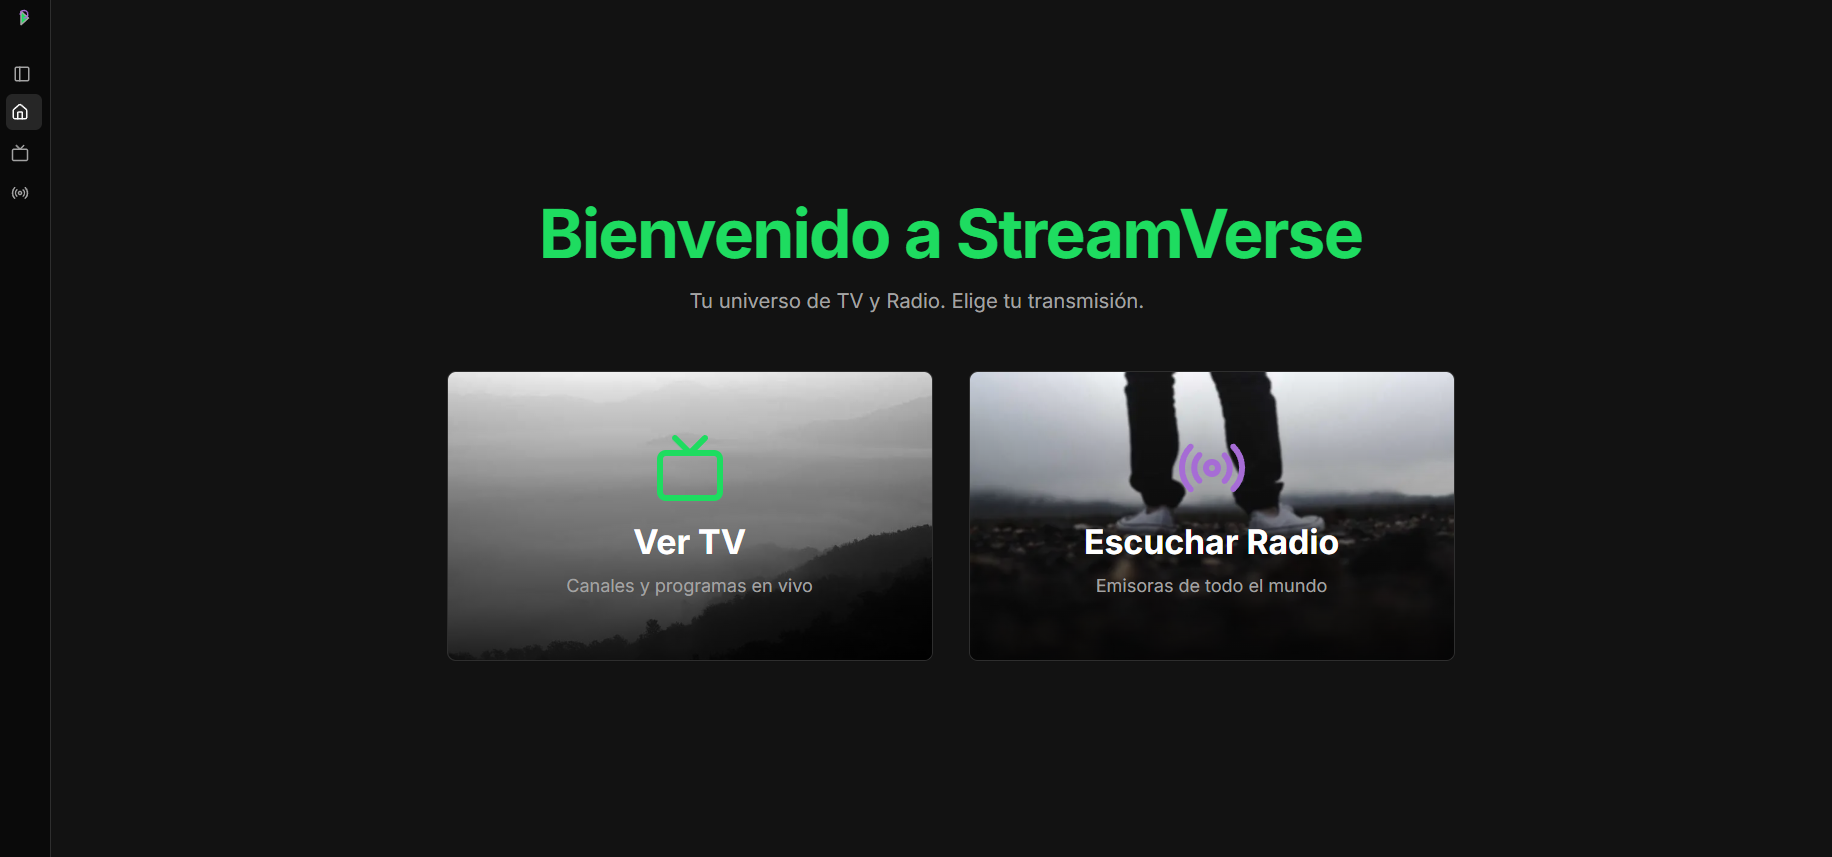 Bienvenido a StreamVerse
Tu universo de TV y Radio. Elige tu transmisión.
Ver TV
Canales y programas en vivo
Escuchar Radio
Emisoras de todo el mundo